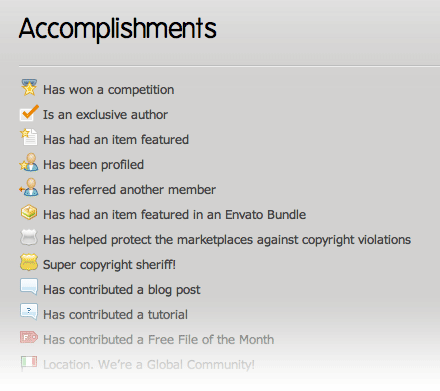 Accomplishments
Has won a competition
Is an exclusive author
Has had an item featured
Has been profiled
Has referred another member
Has had an item featured in an Envato Bundle
Has helped protect the marketplaces against copyright violations
Super copyright sheriff!
Has contributed a blog post
Has contributed a tutorial
Has contributed a Free File of the Month
Location. We're a Global Community!